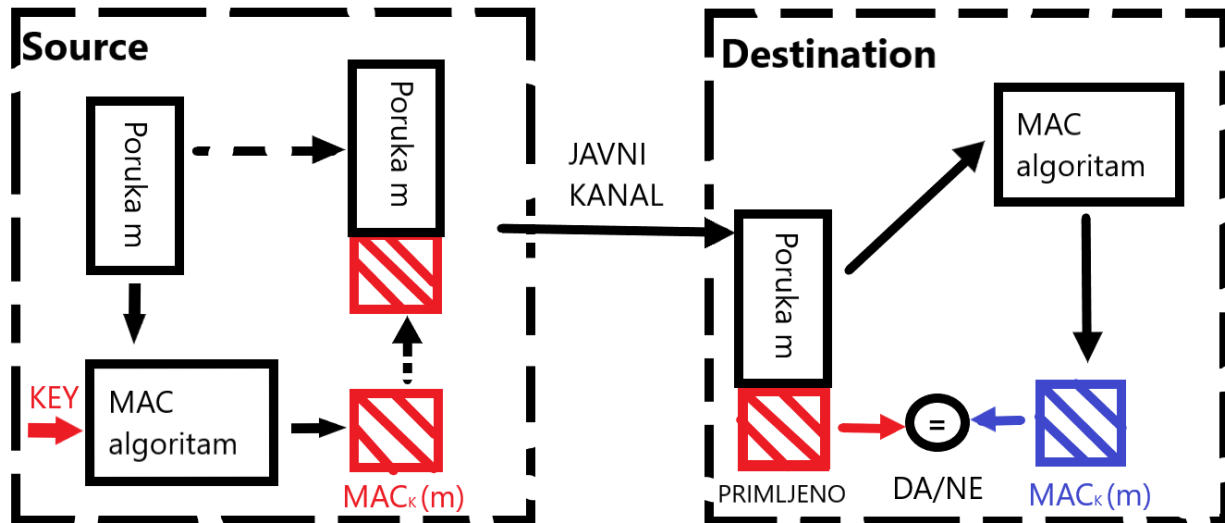 Source
Poruka m
Poruka m
KEY
MAC
algoritam
MACₖ(m)
JAVNI
KANAL
Destination
MAC
algoritam
Poruka m
=
PRIMLJENO
DA/NE
MACₖ(m)